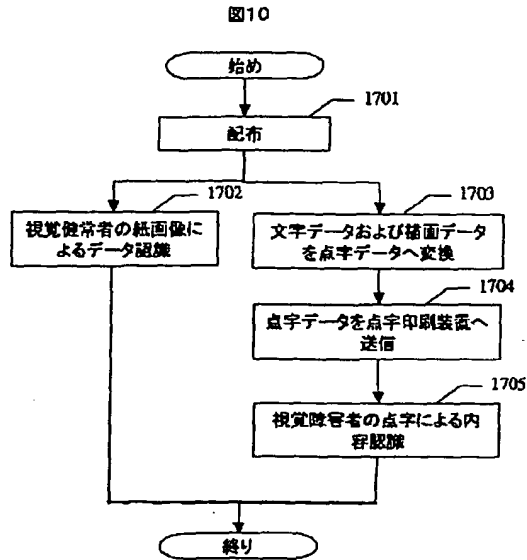 図10
始め
1701
配布
1702
視覚健常者の紙画像に
よるデータ認識
1703
文字データおよび描画データ
を点字データへ変換
1704
点字データを点字印刷装置へ
送信
1705
視覚障害者の点字による内
容認識
終り